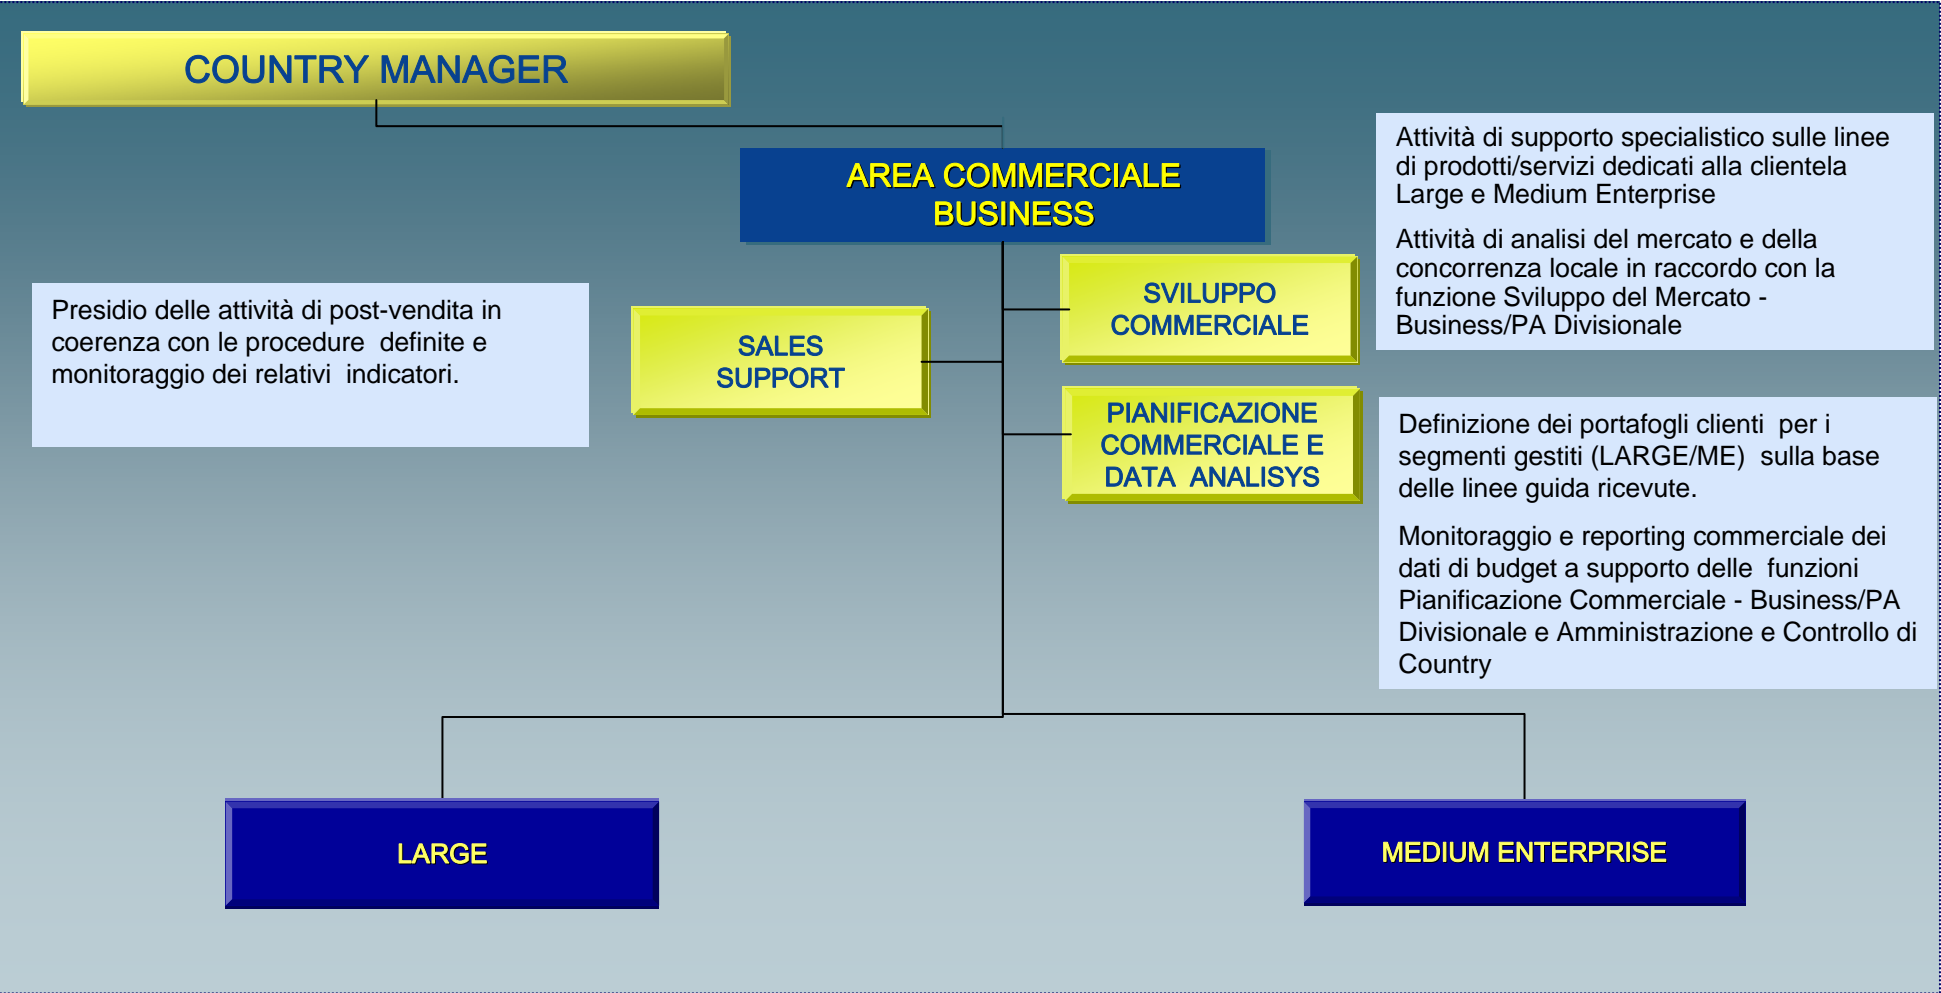 COUNTRY MANAGER
AREA COMMERCIALE
BUSINESS
Attività di supporto specialistico sulle linee
di prodotti/servizi dedicati alla clientela
Large e Medium Enterprise
Attività di analisi del mercato e della
concorrenza locale in raccordo con la
funzione Sviluppo del Mercato -
Business/PA Divisionale
SVILUPPO
COMMERCIALE
Presidio delle attività di post-vendita in
coerenza con le procedure definite e
monitoraggio dei relativi indicatori.
SALES
SUPPORT
PIANIFICAZIONE
COMMERCIALE E
DATA ANALISYS
Definizione dei portafogli clienti per i
segmenti gestiti (LARGE/ME) sulla base
delle linee guida ricevute.
Monitoraggio e reporting commerciale dei
dati di budget a supporto delle funzioni
Pianificazione Commerciale - Business/PA
Divisionale e Amministrazione e Controllo di
Country
LARGE
MEDIUM ENTERPRISE